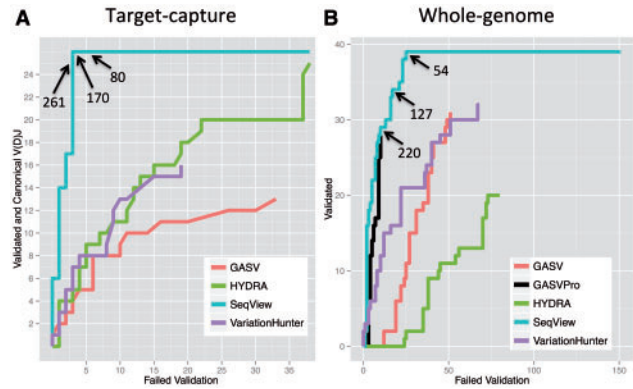 Target-capture
Whole-genome
A
B
Validated and Canonical V(D)J
24
22
20
18
16
14
12
10
8
6
4
2
261
170
80
GASV
HYDRA
SeqView
VariationHunter
5
10
15
20
25
30
35
Failed Validation
Validated
40
30
20
10
0
54
127
220
GASV
GASVPro
HYDRA
SeqView
VariationHunter
0
50
100
150
Failed Validation